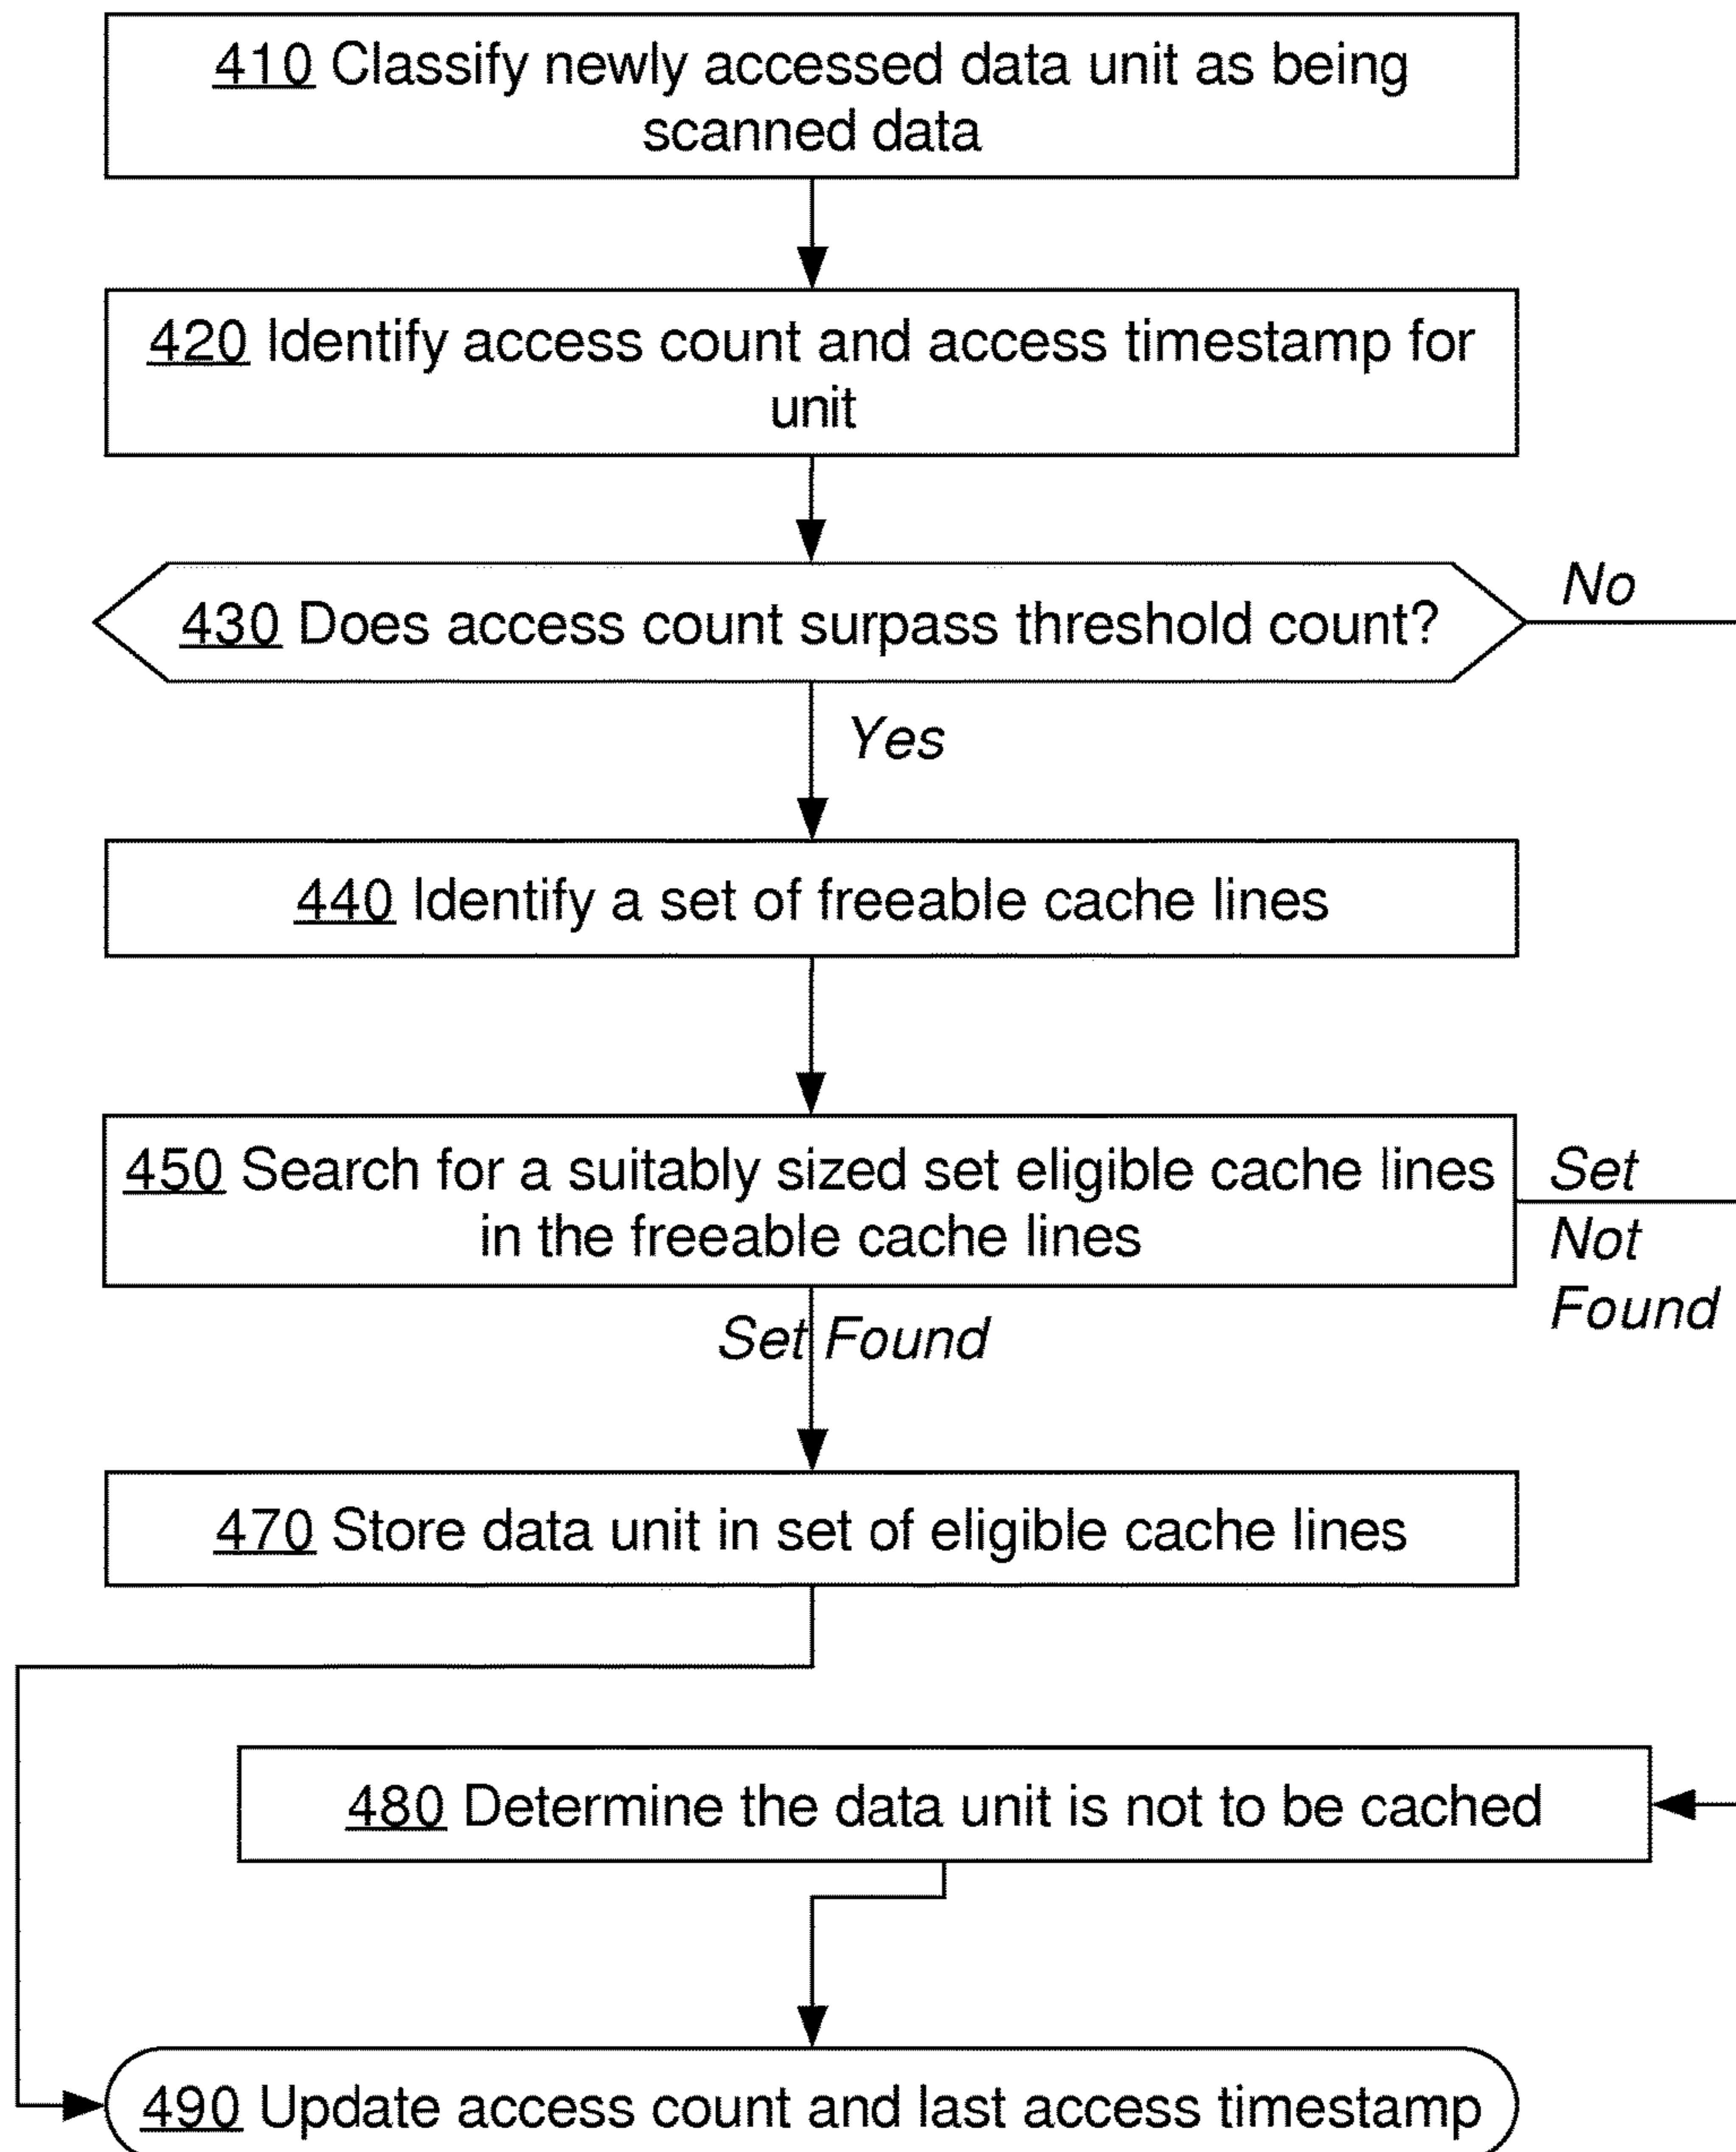 410 Classify newly accessed data unit as being
scanned data
420 Identify access count and access timestamp for
unit
430 Does access count surpass threshold count?
No
Yes
440 Identify a set of freeable cache lines
450 Search for a suitably sized set eligible cache lines
in the freeable cache lines
Set
Not
Found
Set Found
470 Store data unit in set of eligible cache lines
480 Determine the data unit is not to be cached
490 Update access count and last access timestamp